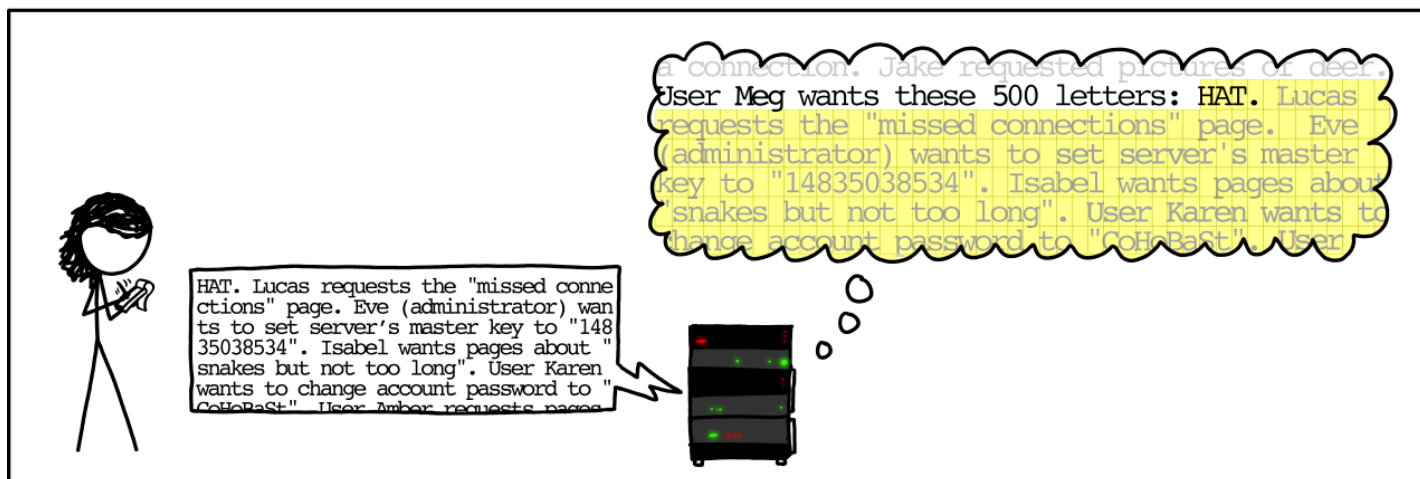 a connection. Jake requested pictures of deer.
User Meg wants these 500 letters: HAT. Lucas
requests the "missed connections" page. Eve
(administrator) wants to set server's master
key to "14835038534". Isabel wants pages about
"snakes but not too long". User Karen wants to
change account password to "CoHoBaSt". User
HAT. Lucas requests the "missed conne
ctions" page. Eve (administrator) wan
ts to set server's master key to "148
35038534". Isabel wants pages about "
snakes but not too long". User Karen
wants to change account password to "
CoHoBaSt". User Amber requests pages